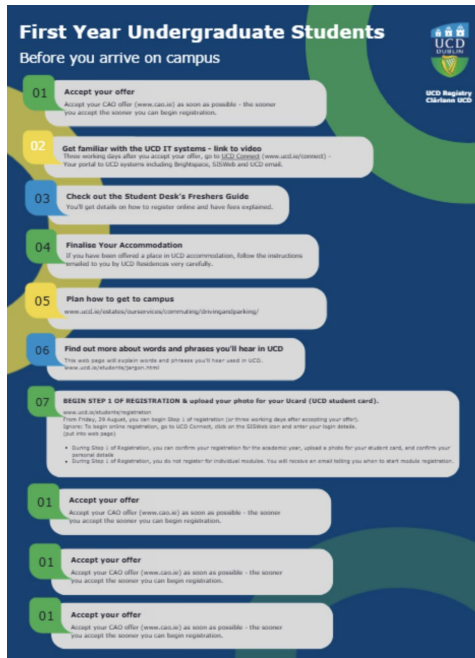 First Year Undergraduate Students
Before you arrive on campus
UCD
DUBLIN
UCD Registry
Clárlann UCD
01
Accept your offer
Accept your CAO offer (www.cao.ie) as soon as possible - the sooner
you accept the sooner you can begin registration.
02
Get familiar with the UCD IT systems - link to video
Three working days after you accept your offer, go to UCD Connect (www.ucd.ie/connect) –
Your portal to UCD systems including Brightspace, SISWeb and UCD email.
03
Check out the Student Desk's Freshers Guide
You'll get details on how to register online and have fees explained.
04
Finalise Your Accommodation
If you have been offered a place in UCD accommodation, follow the instructions
emailed to you by UCD Residences very carefully.
05
Plan how to get to campus
www.ucd.ie/estates/ourservices/commuting/drivingandparking/
06
Find out more about words and phrases you'll hear in UCD
This web page will explain words and phrases you'll hear used in UCD.
www.ucd.ie/students/jargon.html
07
BEGIN STEP 1 OF REGISTRATION & upload your photo for your Ucard (UCD student card).
www.ucd.ie/students/registration
From Friday, 29 August, you can begin Step 1 of registration (or three working days after accepting your offer).
Ignore: To begin online registration, go to UCD Connect, click on the SISWeb icon and enter your login details.
(put into web page)
• During Step 1 of Registration, you can confirm your registration for the academic year, upload a photo for your student card, and confirm your
personal details
• During Step 1 of Registration, you do not register for individual modules. You will receive an email telling you when to start module registration.
01
Accept your offer
Accept your CAO offer (www.cao.ie) as soon as possible - the sooner
you accept the sooner you can begin registration.
01
Accept your offer
Accept your CAO offer (www.cao.ie) as soon as possible - the sooner
you accept the sooner you can begin registration.
01
Accept your offer
Accept your CAO offer (www.cao.ie) as soon as possible - the sooner
you accept the sooner you can begin registration.